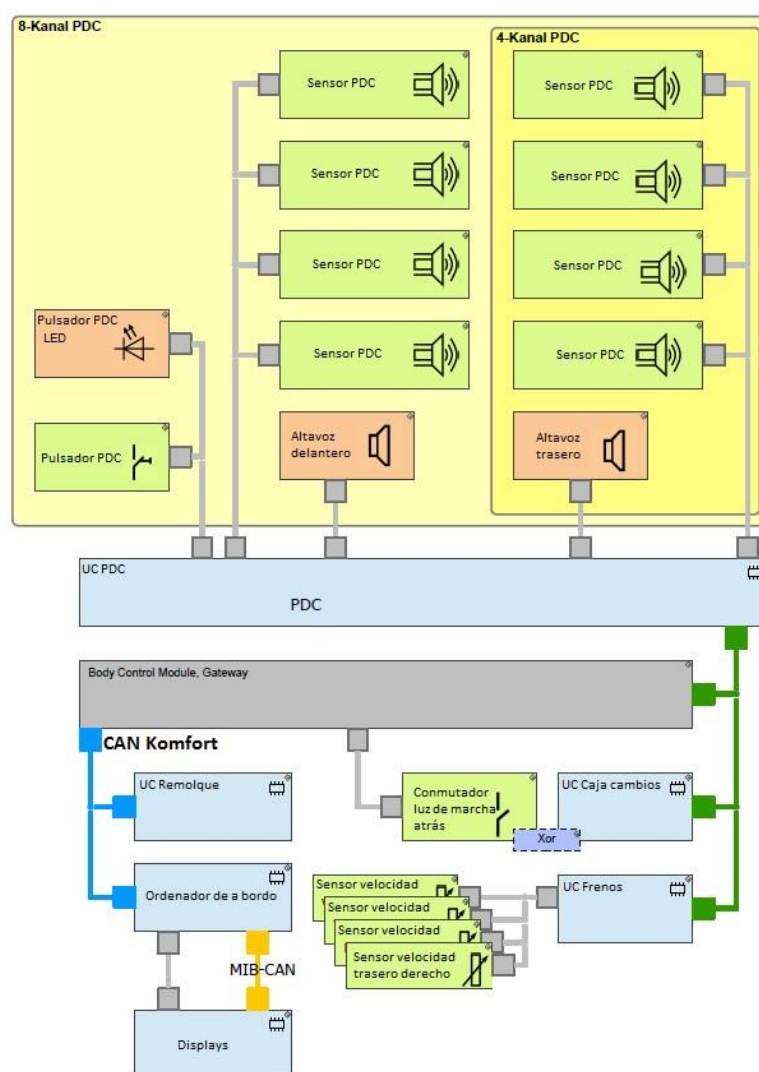 8-Kanal PDC
4-Kanal PDC
Sensor PDC
Sensor PDC
Sensor PDC
Sensor PDC
Sensor PDC
Sensor PDC
Sensor PDC
Sensor PDC
Pulsador PDC
LED
Pulsador PDC
Altavoz
delantero
Altavoz
trasero
UC PDC
PDC
Body Control Module, Gateway
CAN Komfort
UC Remolque
Conmutador
luz de marcha
atrás
UC Caja cambios
Xor
Ordenador de a bordo
Sensor velocidad
Sensor velocidad
Sensor velocidad
Sensor velocidad
trasero derecho
UC Frenos
MIB-CAN
Displays